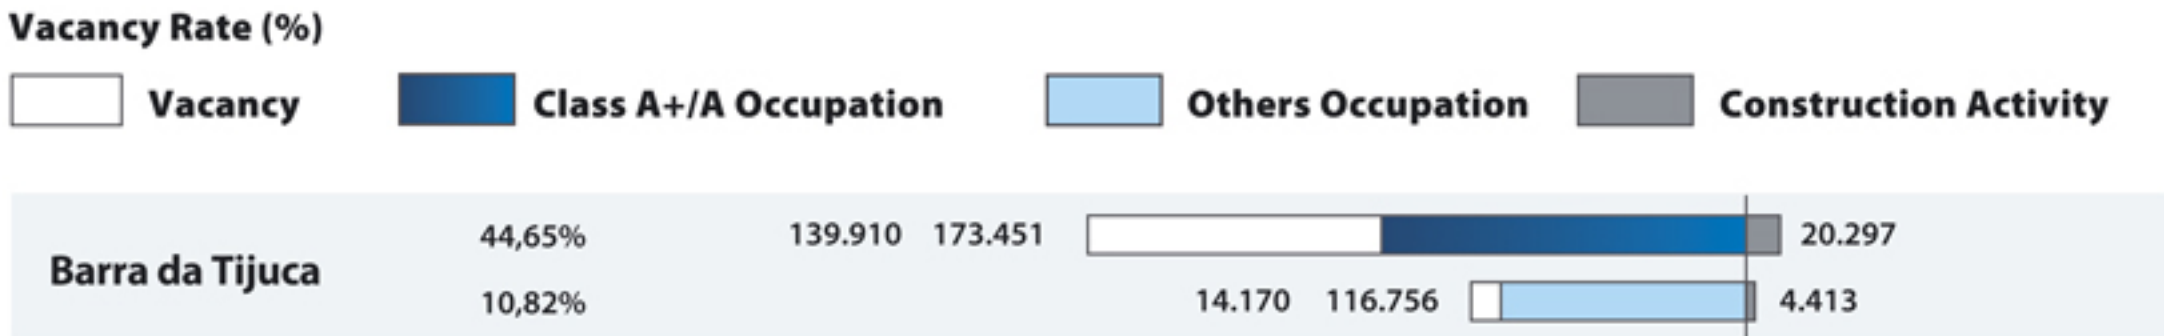 Vacancy Rate (%)
Vacancy Class A+/A Occupation Others Occupation Construction Activity
44,65% 139.910 173.451 20.297
Barra da Tijuca
10,82% 14.170 116.756 4.413